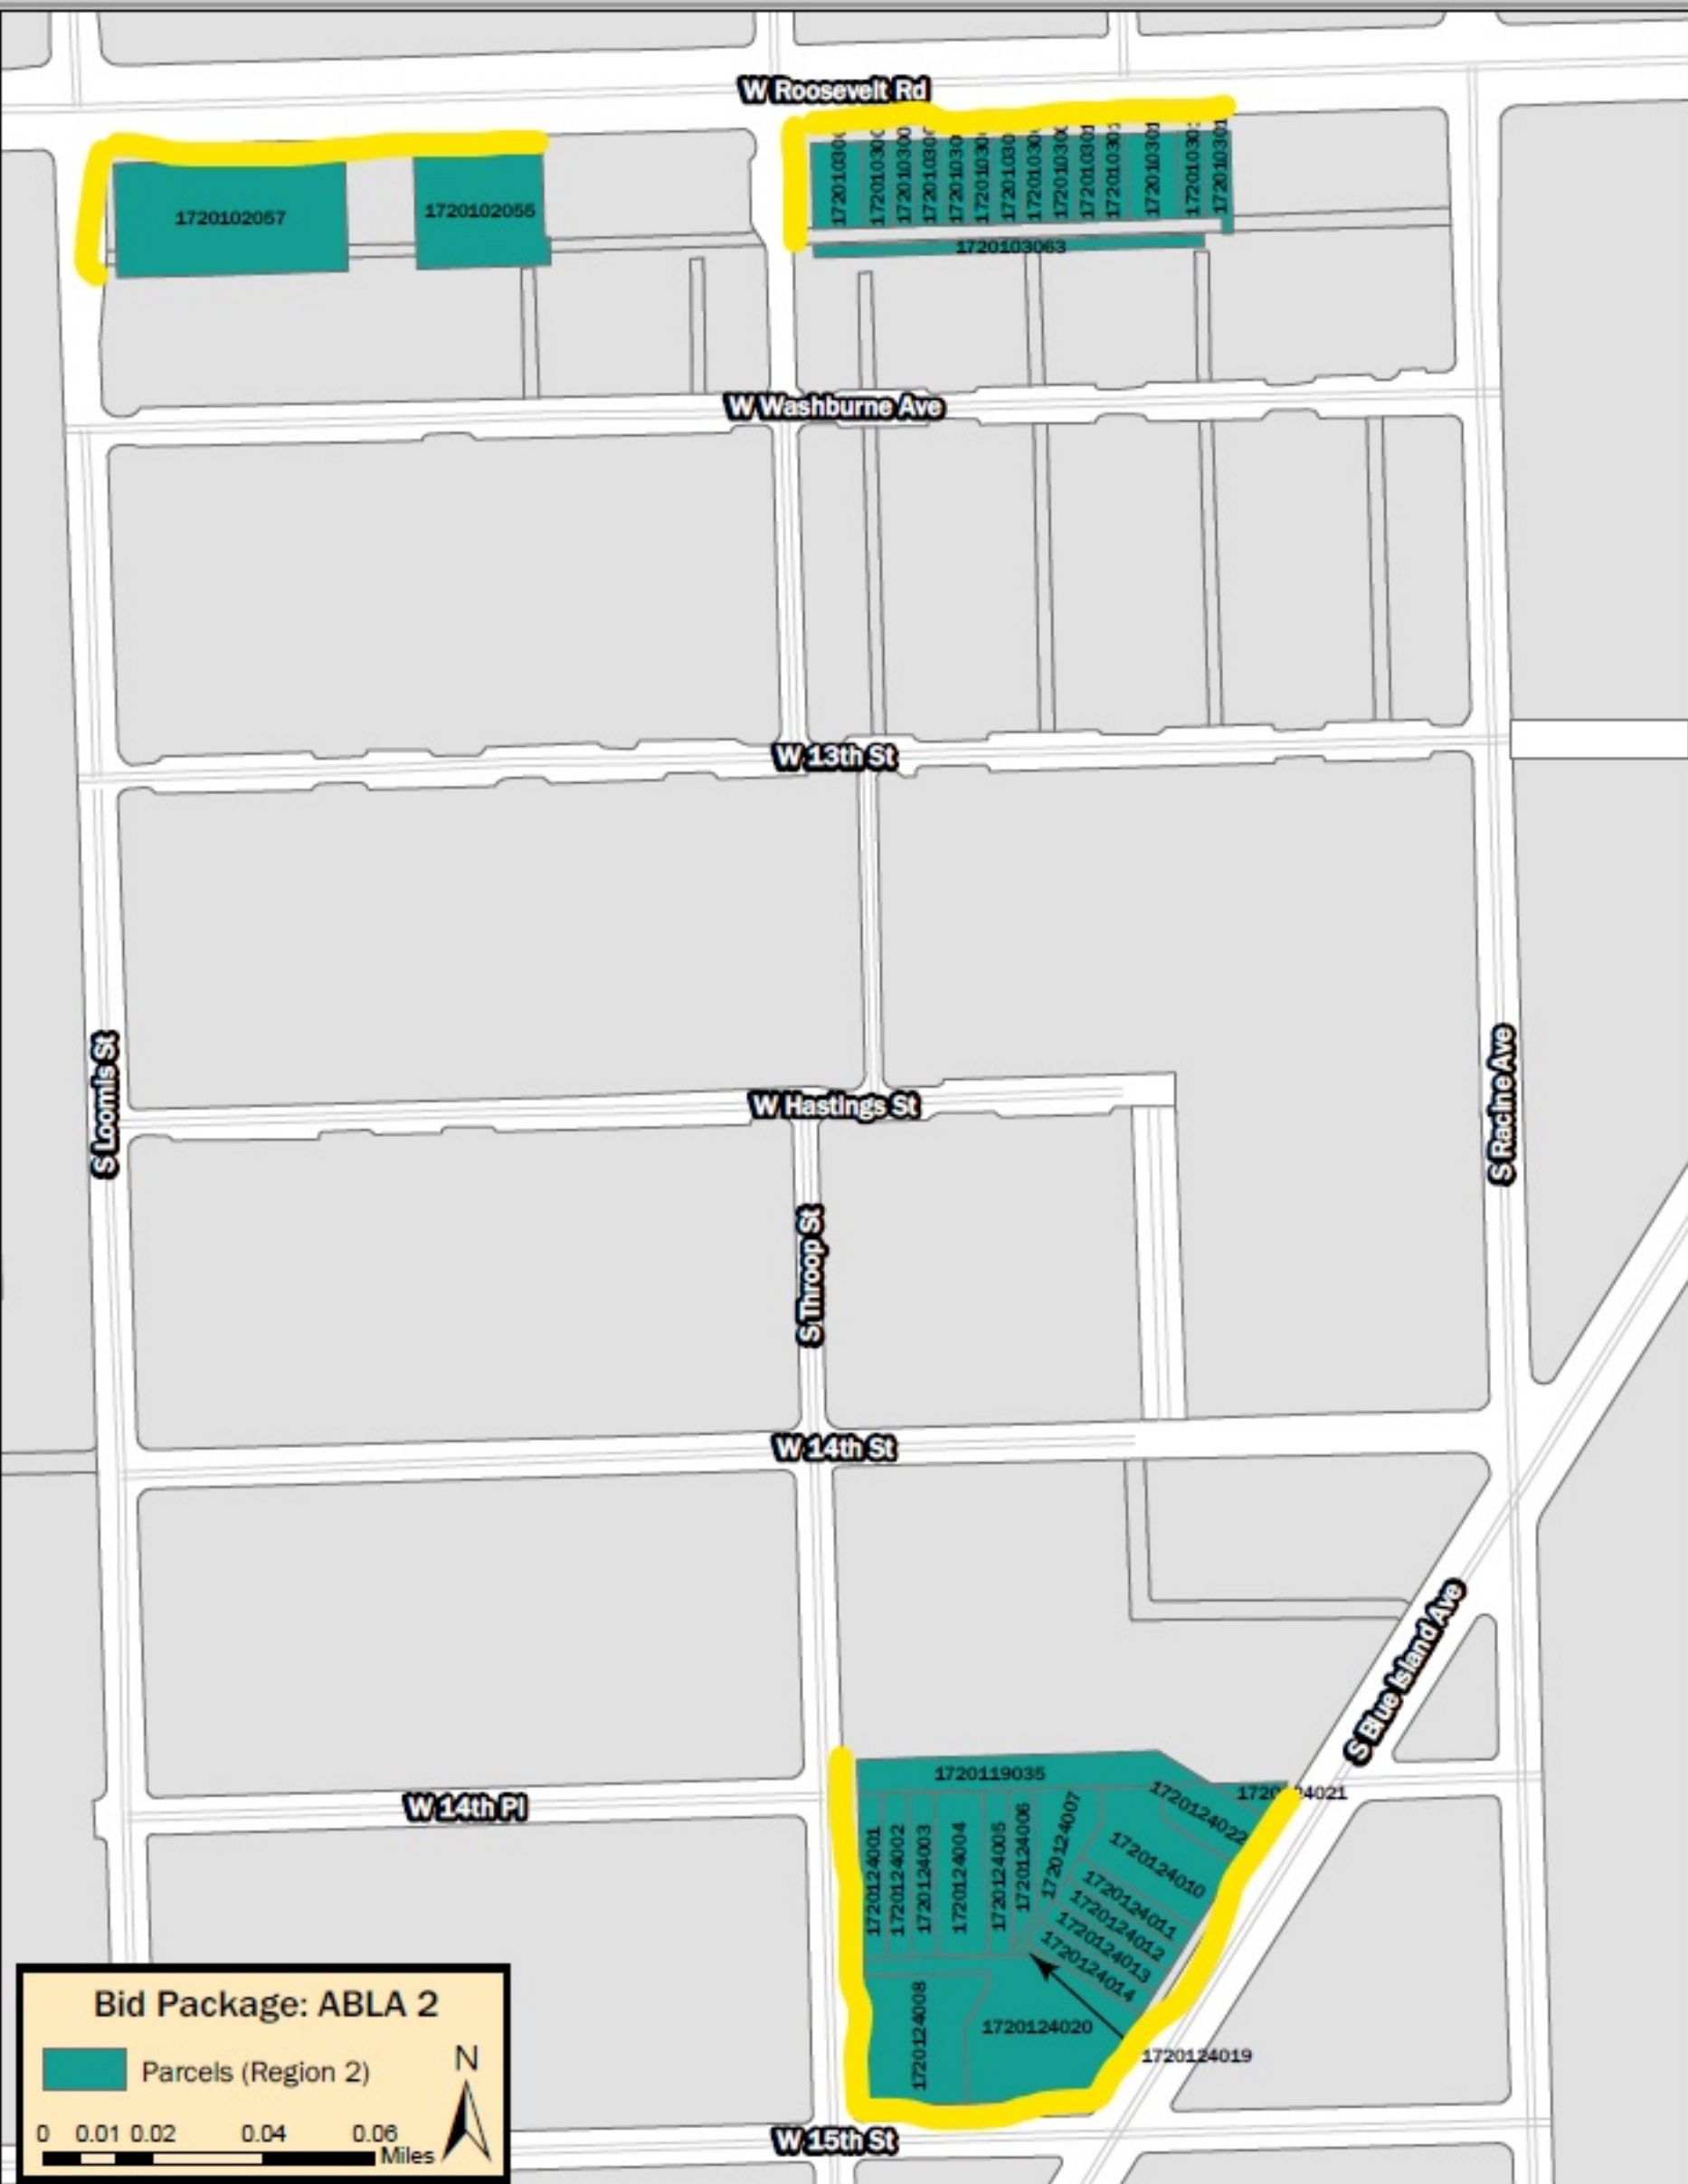 W Roosevelt Rd
1720102057
1720102055
1720103063
W Washburne Ave
W 13th St
S Loomis St
W Hastings St
S Racine Ave
S Throop St
W 14th St
S Blue Island Ave
1720119035
W 14th Pl
1720124001
1720124002
1720124003
1720124004
1720124005
1720124006
1720124007
1720124022
1720124010
1720124011
1720124012
1720124013
1720124014
1720124008
1720124020
1720124019
W 15th St
Bid Package: ABLA 2
Parcels (Region 2)
N
0 0.01 0.02 0.04 0.06
Miles